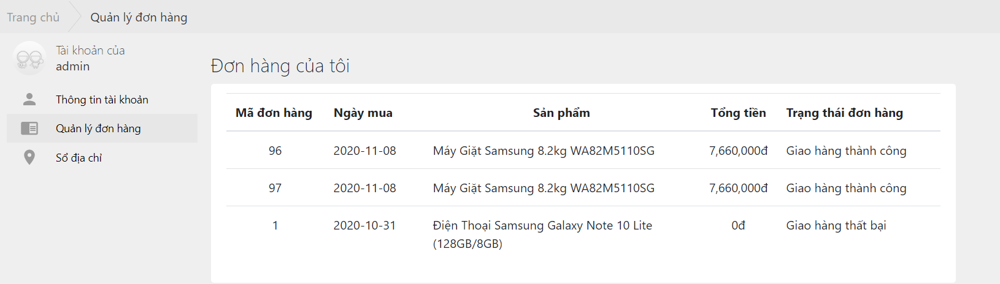 Trang chủ
Quản lý đơn hàng
Tài khoản của
admin
Thông tin tài khoản
Quản lý đơn hàng
Sổ địa chỉ
Đơn hàng của tôi
Mã đơn hàng Ngày mua Sản phẩm Tổng tiền Trạng thái đơn hàng
96 2020-11-08 Máy Giặt Samsung 8.2kg WA82M5110SG 7,660,000đ Giao hàng thành công
97 2020-11-08 Máy Giặt Samsung 8.2kg WA82M5110SG 7,660,000đ Giao hàng thành công
1 2020-10-31 Điện Thoại Samsung Galaxy Note 10 Lite 0đ Giao hàng thất bại
(128GB/8GB)